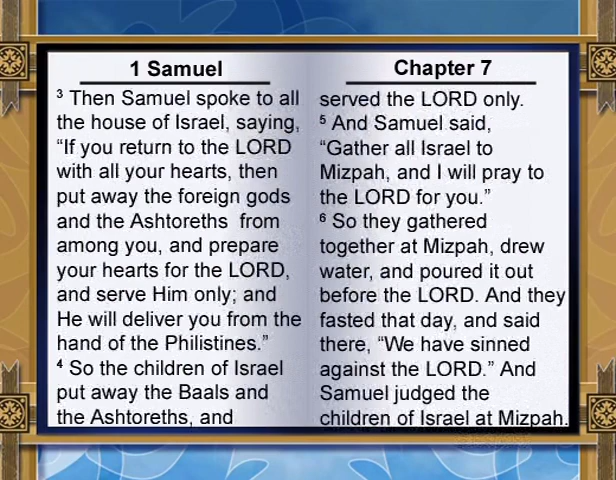 1 Samuel
³ Then Samuel spoke to all
the house of Israel, saying,
“If you return to the LORD
with all your hearts, then
put away the foreign gods
and the Ashtoreths from
among you, and prepare
your hearts for the LORD,
and serve Him only; and
He will deliver you from the
hand of the Philistines.”
⁴ So the children of Israel
put away the Baals and
the Ashtoreths, and
Chapter 7
served the LORD only.
⁵ And Samuel said,
“Gather all Israel to
Mizpah, and I will pray to
the LORD for you.”
⁶ So they gathered
together at Mizpah, drew
water, and poured it out
before the LORD. And they
fasted that day, and said
there, “We have sinned
against the LORD.” And
Samuel judged the
children of Israel at Mizpah.